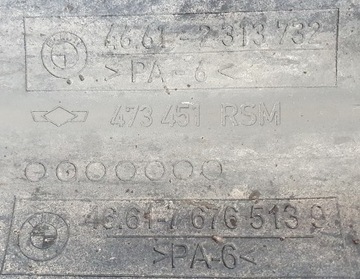 46.61-2 313 732
>PA-6<
473 451 RSM
46.61-7 676 513 9
>PA-6<